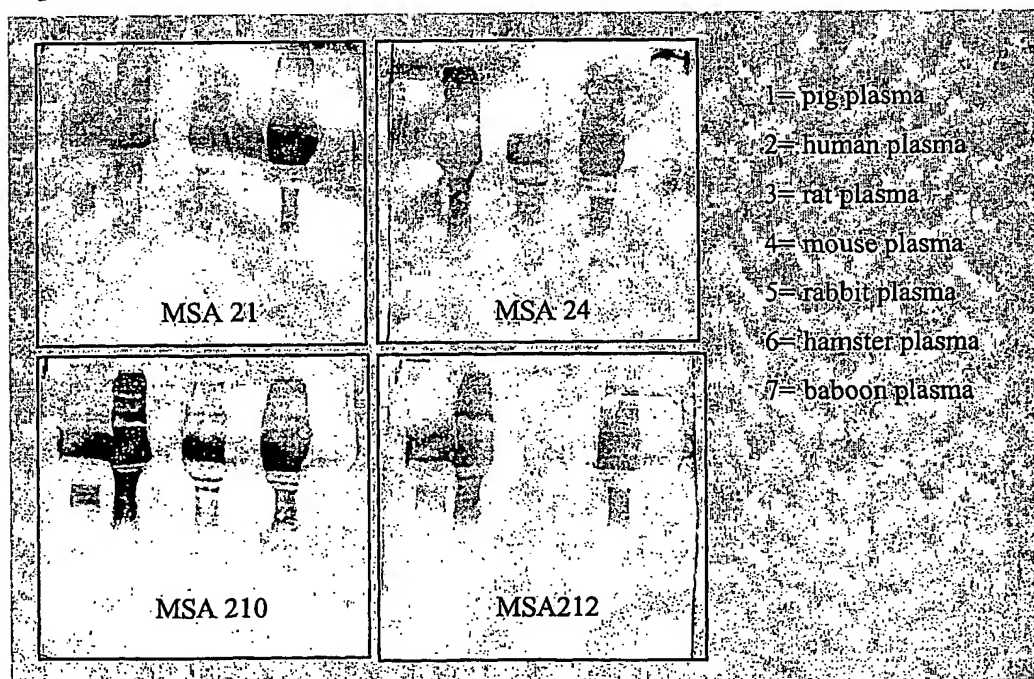 MSA 21
MSA 24
MSA 210
MSA212
1= pig plasma
2= human plasma
3= rat plasma
4= mouse plasma
5= rabbit plasma
6= hamster plasma
7= baboon plasma